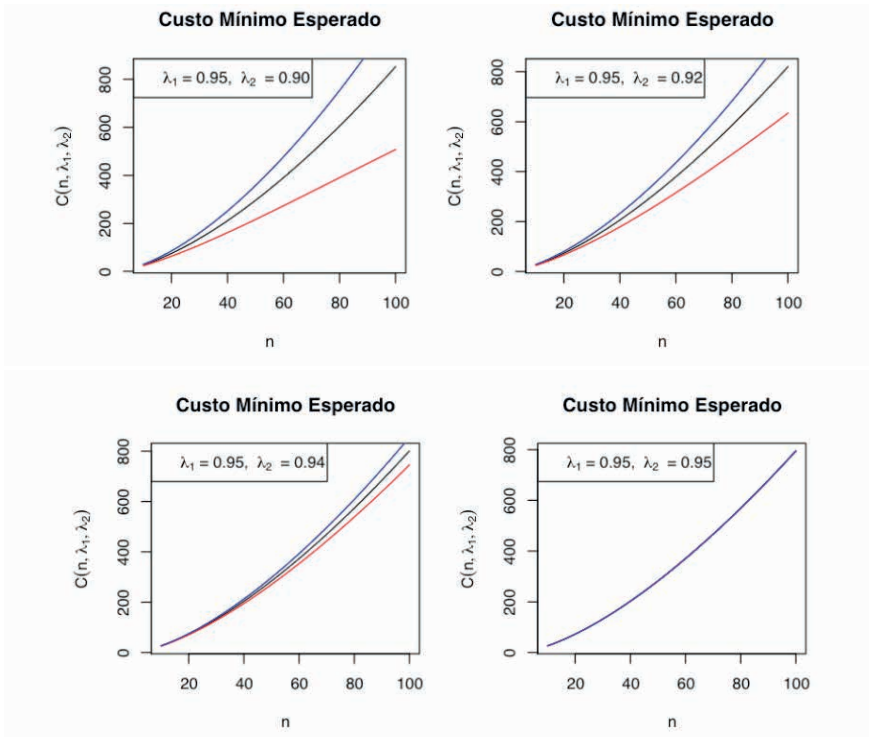 Custo Mínimo Esperado
λ₁ = 0.95, λ₂ = 0.90
C(n, λ₁, λ₂)
0 200 400 600 800
20 40 60 80 100
n
Custo Mínimo Esperado
λ₁ = 0.95, λ₂ = 0.92
C(n, λ₁, λ₂)
0 200 400 600 800
20 40 60 80 100
n
Custo Mínimo Esperado
λ₁ = 0.95, λ₂ = 0.94
C(n, λ₁, λ₂)
0 200 400 600 800
20 40 60 80 100
n
Custo Mínimo Esperado
λ₁ = 0.95, λ₂ = 0.95
C(n, λ₁, λ₂)
0 200 400 600 800
20 40 60 80 100
n